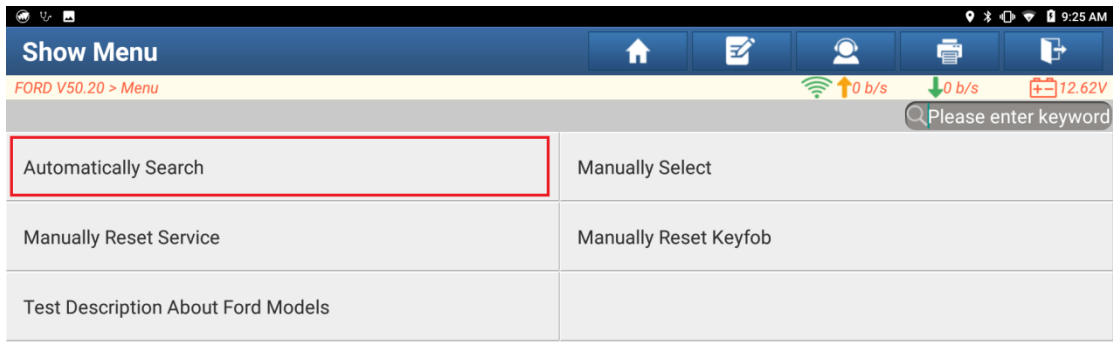 9:25 AM
Show Menu
FORD V50.20 > Menu
0 b/s 0 b/s 12.62V
Please enter keyword
Automatically Search
Manually Select
Manually Reset Service
Manually Reset Keyfob
Test Description About Ford Models